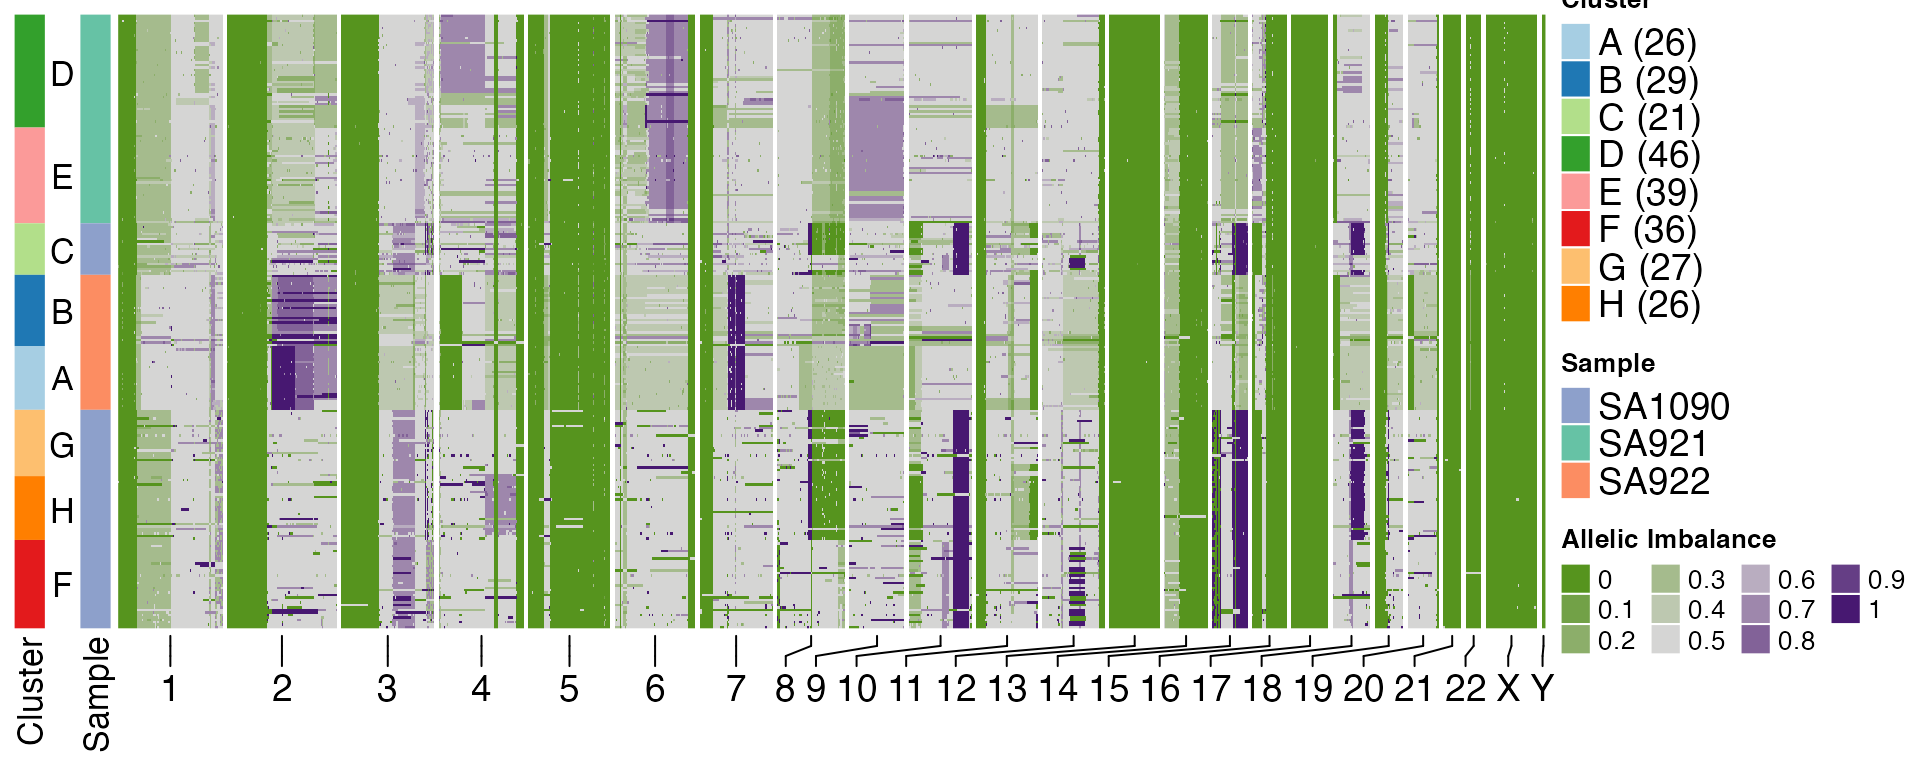 Cluster
A (26)
B (29)
C (21)
D (46)
E (39)
F (36)
G (27)
H (26)
Sample
SA1090
SA921
SA922
Allelic Imbalance
0
0.1
0.2
0.3
0.4
0.5
0.6
0.7
0.8
0.9
1
D
E
C
B
A
G
H
F
Cluster
Sample
1 2 3 4 5 6 7 8 9 10 11 12 13 14 15 16 17 18 19 20 21 22 X Y